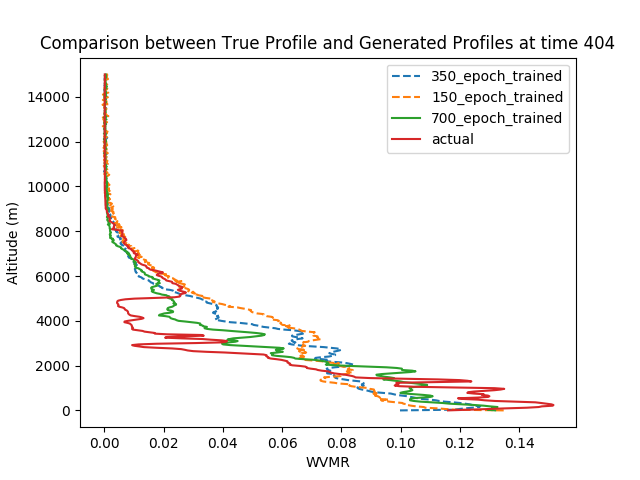 Comparison between True Profile and Generated Profiles at time 404
350_epoch_trained
150_epoch_trained
700_epoch_trained
actual
Altitude (m)
14000
12000
10000
8000
6000
4000
2000
0
0.00 0.02 0.04 0.06 0.08 0.10 0.12 0.14
WVMR